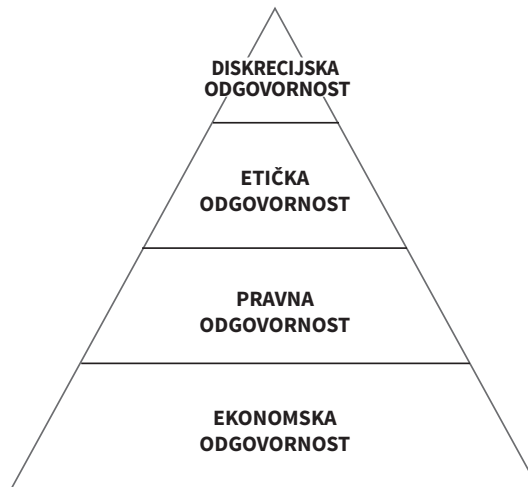 DISKRECIJSKA
ODGOVORNOST
ETIČKA
ODGOVORNOST
PRAVNA
ODGOVORNOST
EKONOMSKA
ODGOVORNOST